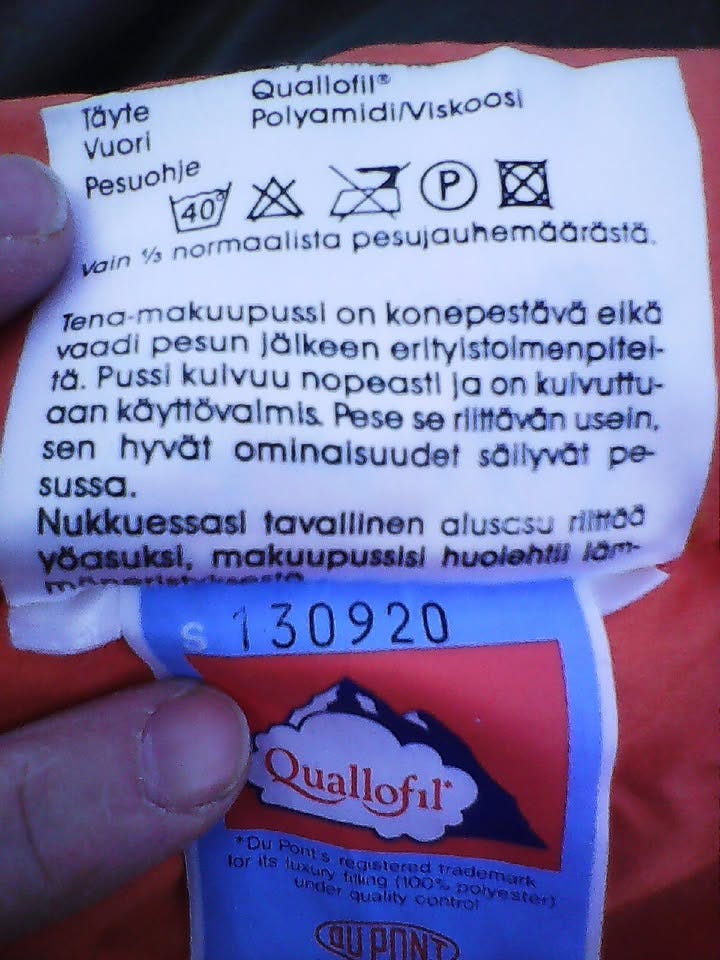 Täyte Quallofil®
Vuori Polyamidi/Viskoosi
Pesuohje
40° P
Vain ⅓ normaalista pesujauhemäärästä.
Tena-makuupussi on konepestävä eikä
vaadi pesun jälkeen erityistoimenpitei-
tä. Pussi kuivuu nopeasti ja on kuivuttu-
aan käyttövalmis. Pese se riittävän usein,
sen hyvät ominaisuudet säilyvät pe-
sussa.
Nukkuessasi tavallinen alusasu riittää
yöasuksi, makuupussisi huolehtii läm-
möneristyksestä
S 130920
Quallofil*
*Du Pont's registered trademark
for its luxury filling (100% polyester)
under quality control
DU PONT